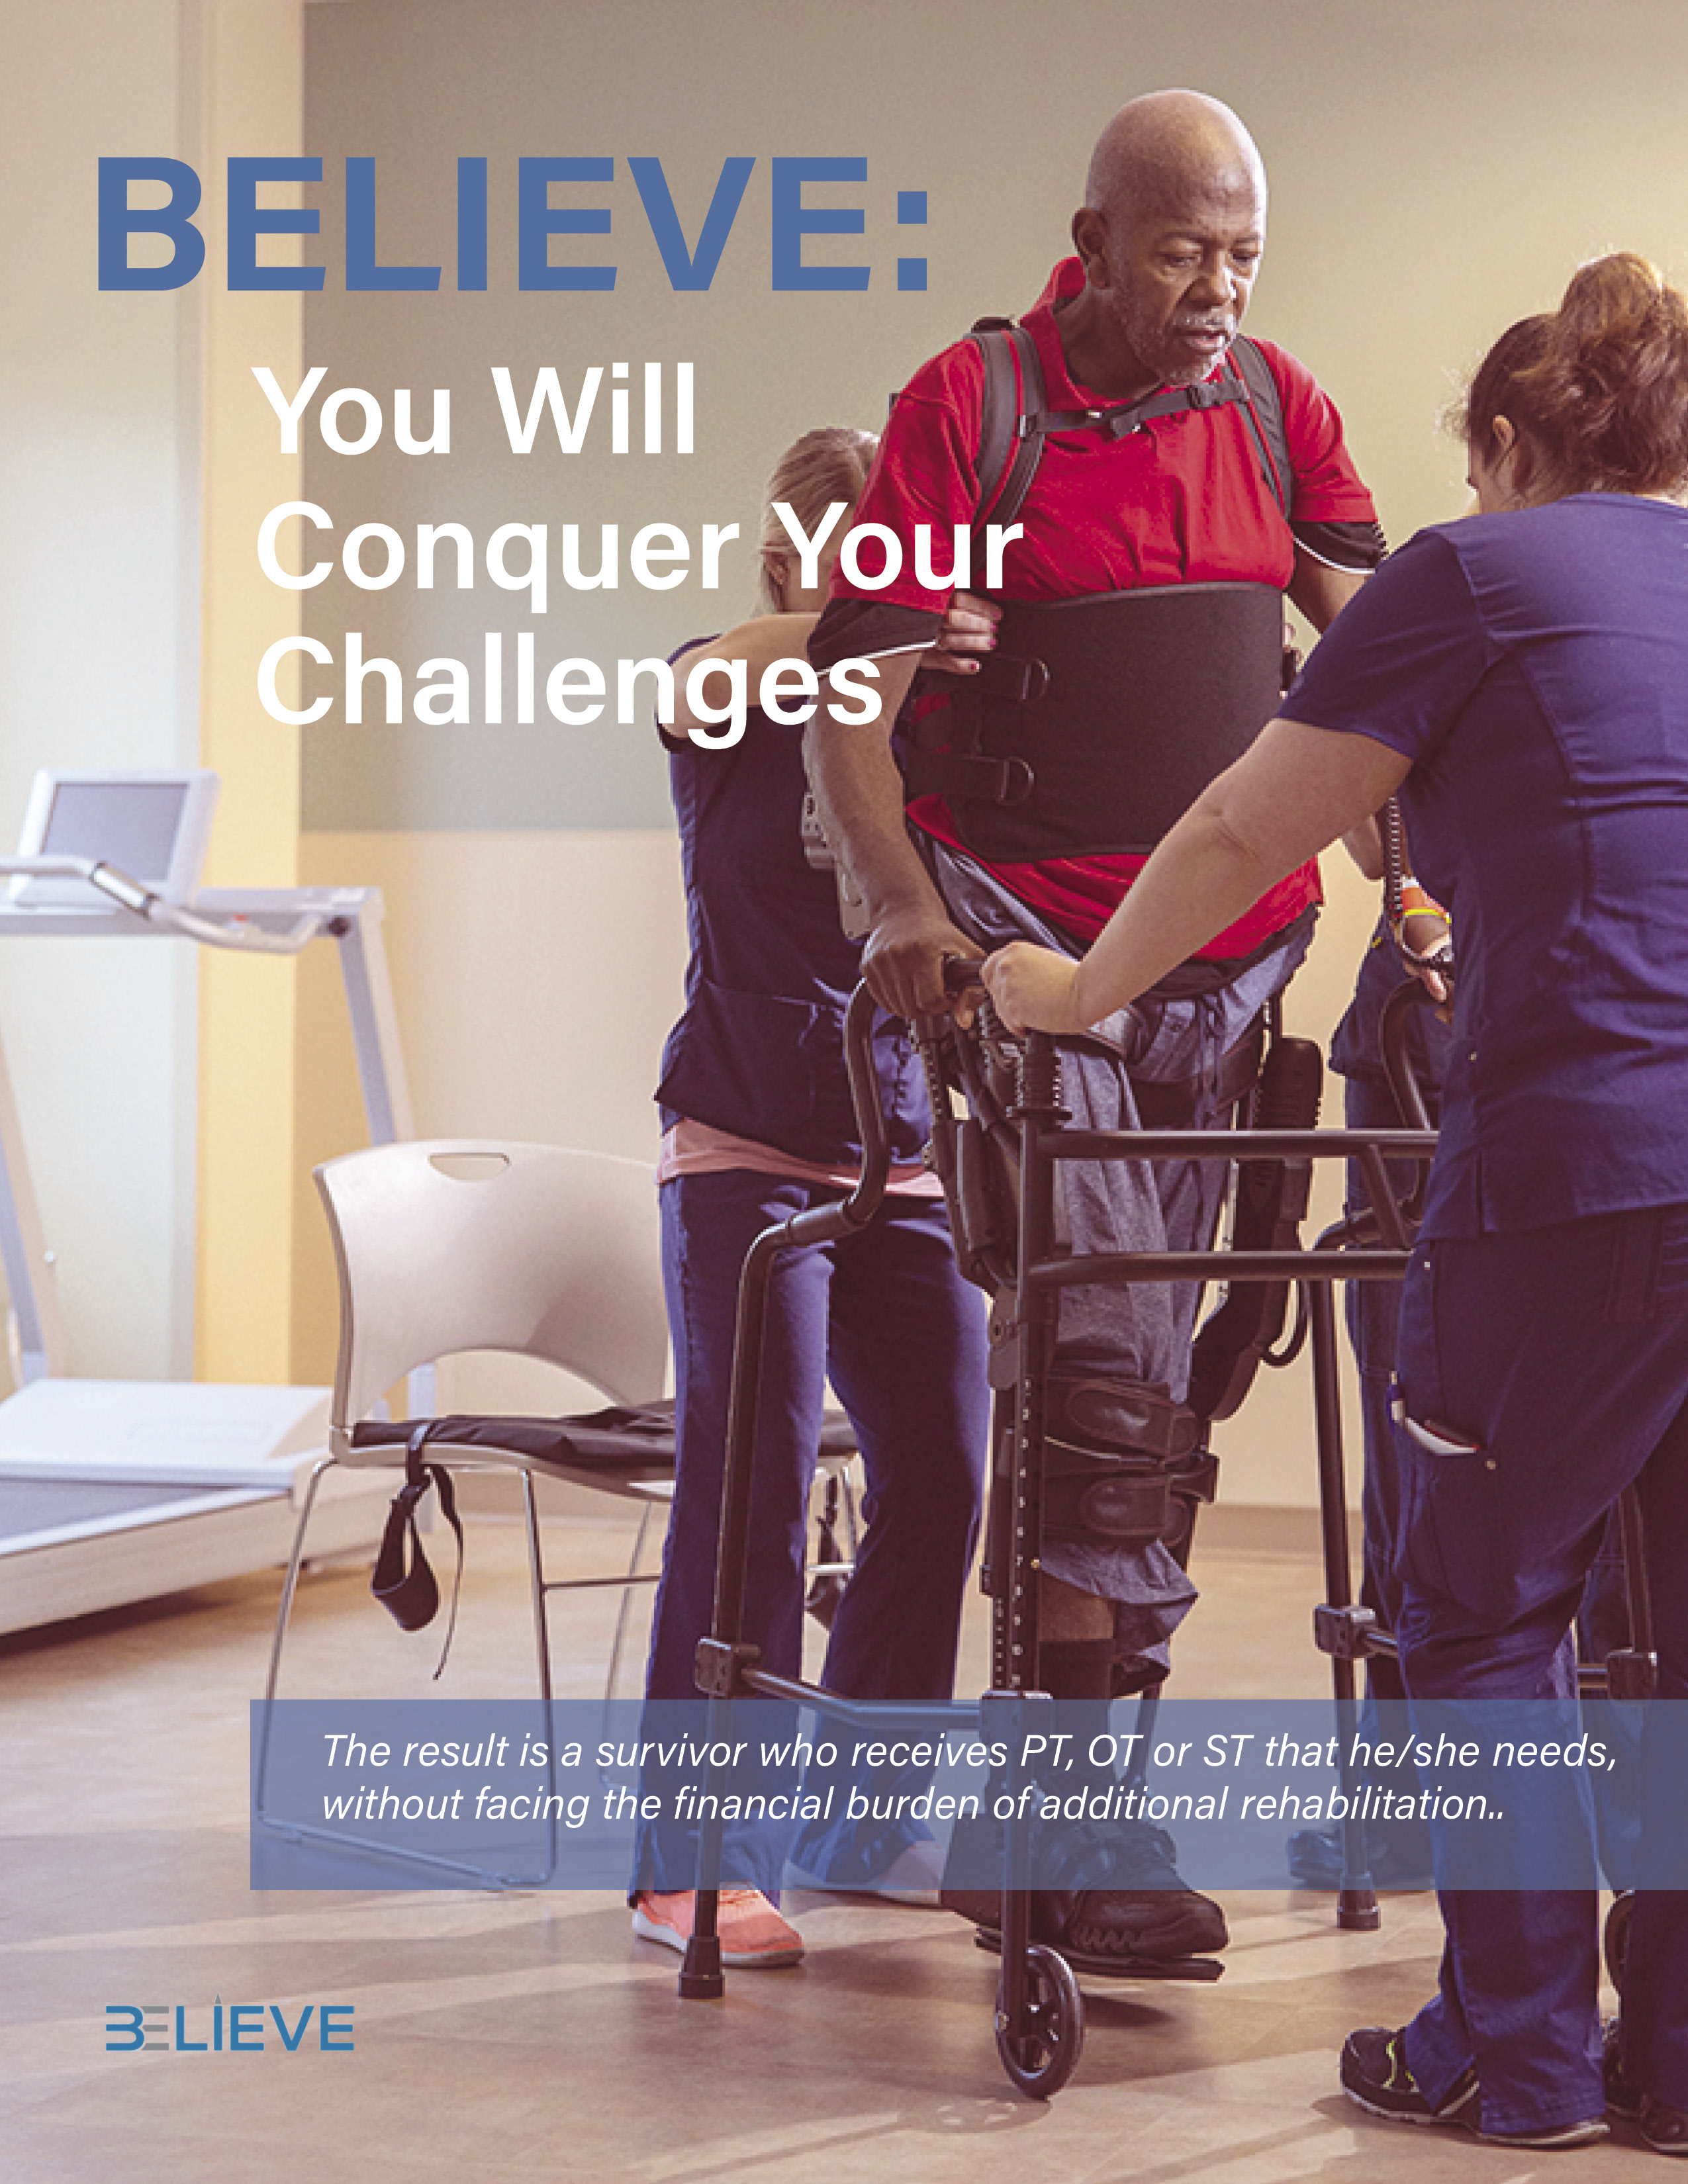 BELIEVE:
You Will
Conquer Your
Challenges
The result is a survivor who receives PT, OT or ST that he/she needs,
without facing the financial burden of additional rehabilitation..
BELIEVE